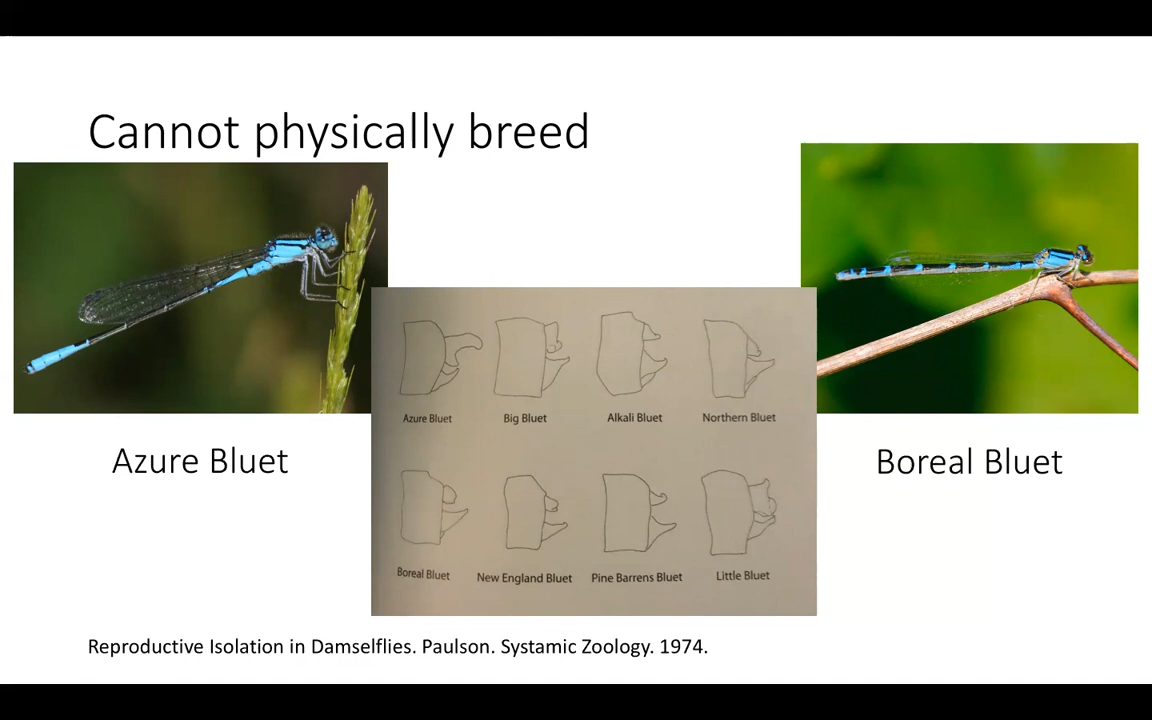 Cannot physically breed
Azure Bluet
Big Bluet
Alkali Bluet
Northern Bluet
Azure Bluet
Boreal Bluet
Boreal Bluet
New England Bluet
Pine Barrens Bluet
Little Bluet
Reproductive Isolation in Damselflies. Paulson. Systamic Zoology. 1974.